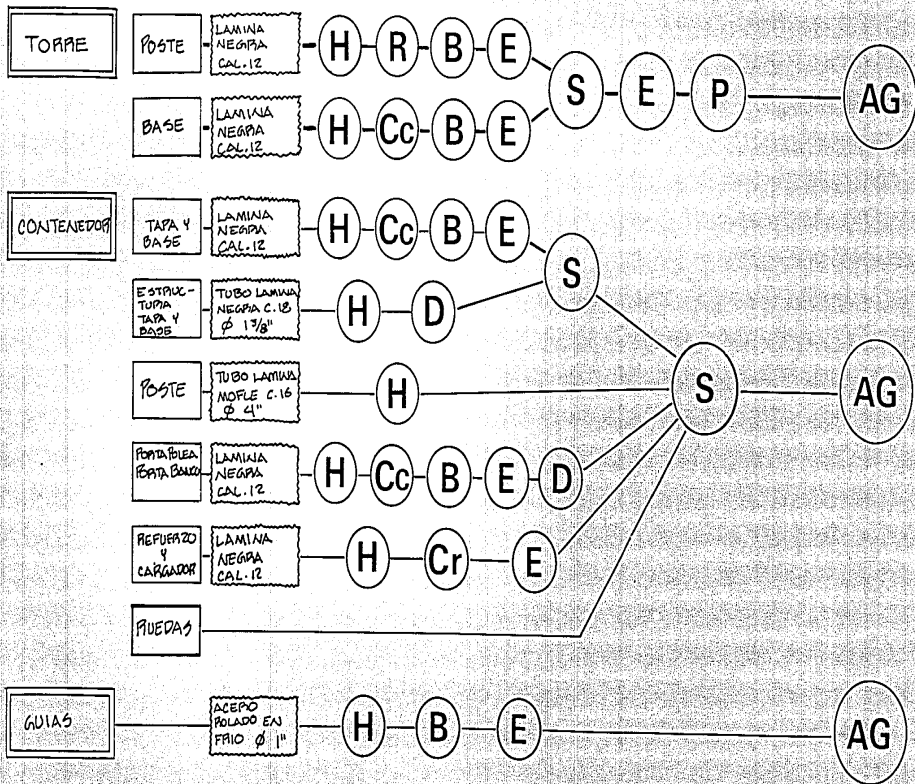 TORRE
POSTE
LAMINA
NEGRA
CAL.12
H R B E
S E P AG
BASE
LAMINA
NEGRA
CAL.12
H Cc B E
CONTENEDOR
TAPA Y
BASE
LAMINA
NEGRA
CAL.12
H Cc B E
S
ESTRUC-
TURA
TAPA Y
BASE
TUBO LAMINA
NEGRA C.18
Ø 1 3/8"
H D
POSTE
TUBO LAMINA
MOFLE C.16
Ø 4"
H
S AG
PORTA POLEA
PORTA BANCO
LAMINA
NEGRA
CAL.12
H Cc B E D
REFUERZO
Y
CARGADOR
LAMINA
NEGRA
CAL.12
H Cr E
RUEDAS
GUIAS
ACERO
ROLADO EN
FRIO Ø 1"
H B E AG